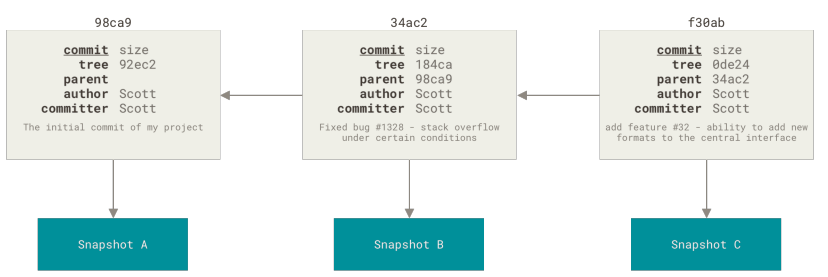 98ca9
commit size
tree 92ec2
parent
author Scott
committer Scott
The initial commit of my project
Snapshot A
34ac2
commit size
tree 184ca
parent 98ca9
author Scott
committer Scott
Fixed bug #1328 - stack overflow
under certain conditions
Snapshot B
f30ab
commit size
tree 0de24
parent 34ac2
author Scott
committer Scott
add feature #32 - ability to add new
formats to the central interface
Snapshot C